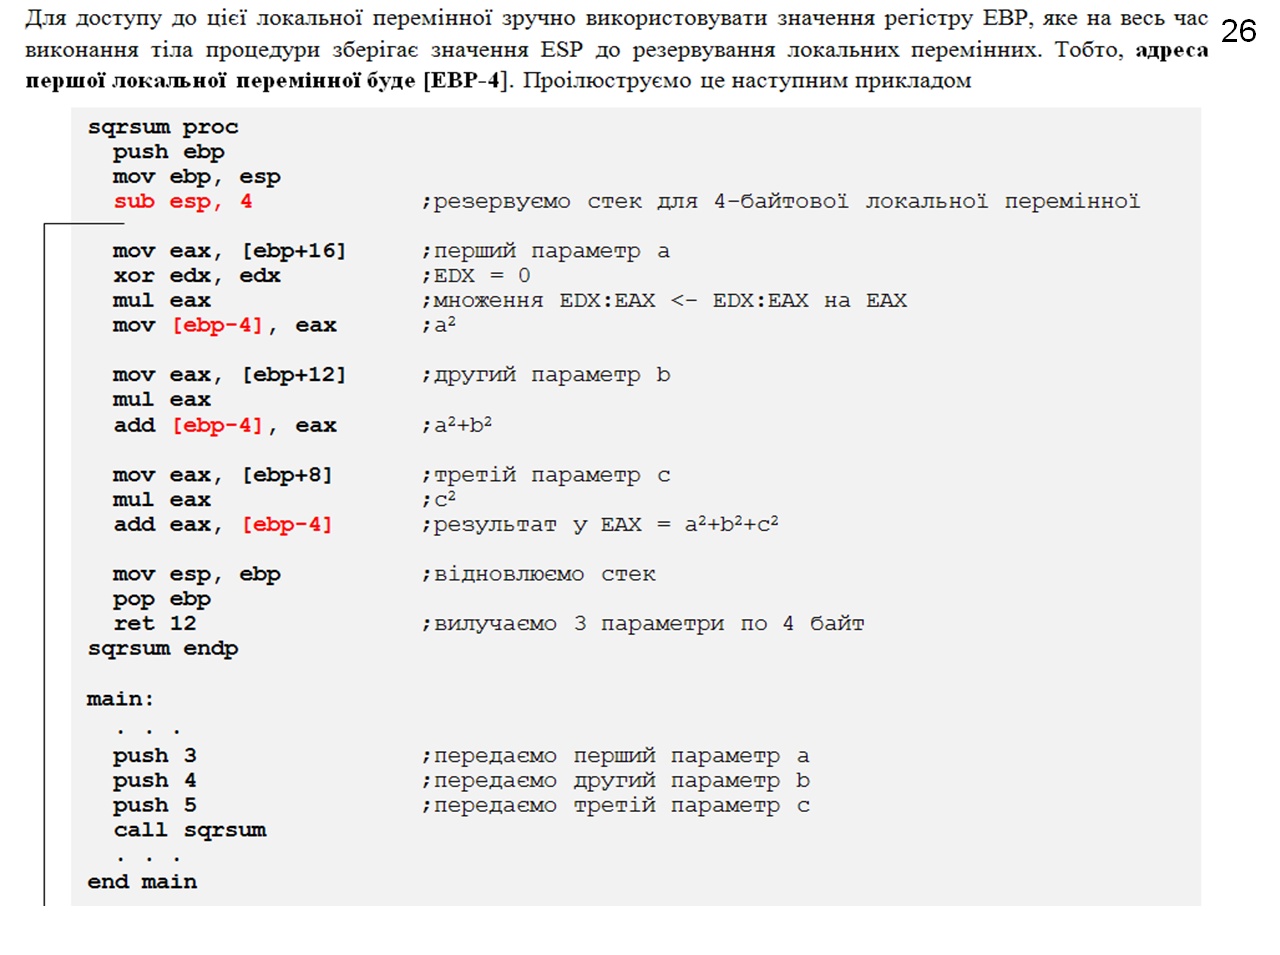 Для доступу до цієї локальної перемінної зручно використовувати значення регістру EBP, яке на весь час
26
виконання тіла процедури зберігає значення ESP до резервування локальних перемінних. Тобто, адреса
першої локальної перемінної буде [EBP-4]. Проілюструємо це наступним прикладом
sqrsum proc
push ebp
mov ebp, esp
sub esp, 4 ;резервуємо стек для 4-байтової локальної перемінної
mov eax, [ebp+16] ;перший параметр a
xor edx, edx ;EDX = 0
mul eax ;множення EDX:EAX <- EDX:EAX на EAX
mov [ebp-4], eax ;a²
mov eax, [ebp+12] ;другий параметр b
mul eax
add [ebp-4], eax ;a²+b²
mov eax, [ebp+8] ;третій параметр c
mul eax ;c²
add eax, [ebp-4] ;результат у EAX = a²+b²+c²
mov esp, ebp ;відновлюємо стек
pop ebp
ret 12 ;вилучаємо 3 параметри по 4 байт
sqrsum endp
main:
. . .
push 3 ;передаємо перший параметр a
push 4 ;передаємо другий параметр b
push 5 ;передаємо третій параметр c
call sqrsum
. . .
end main